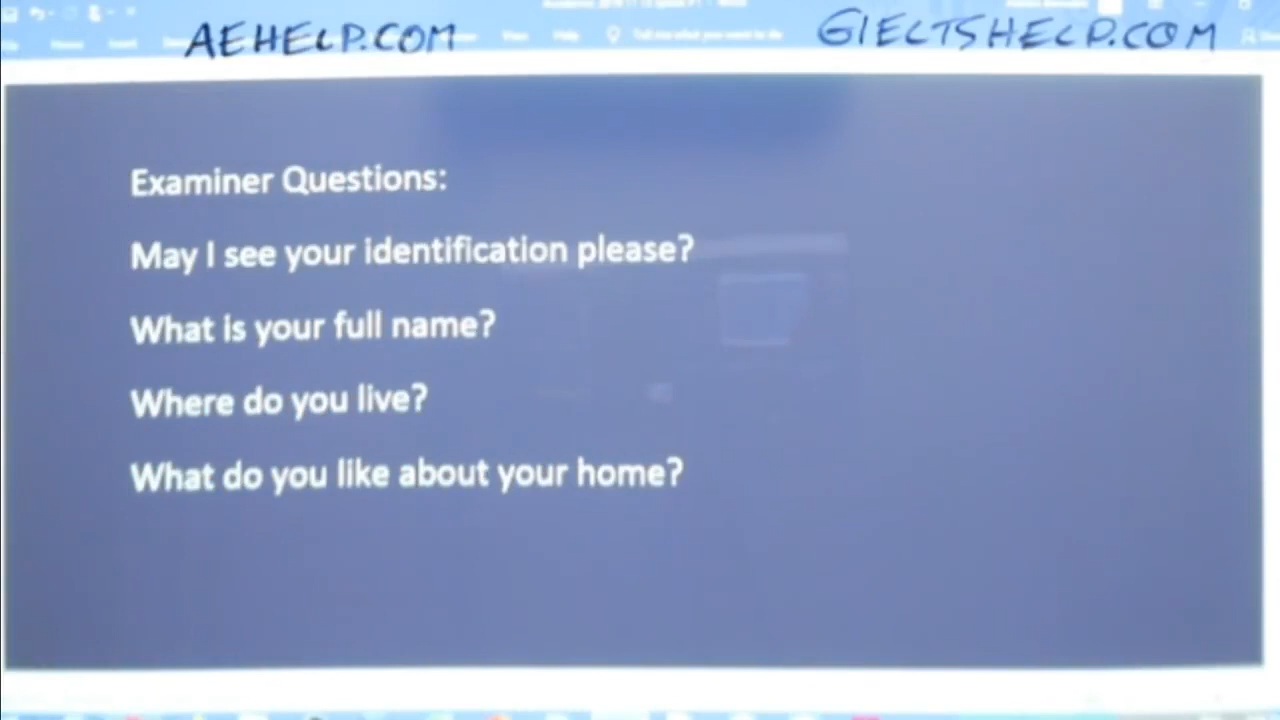 AEHELP.COM
GIELTSHELP.COM
Examiner Questions:
May I see your identification please?
What is your full name?
Where do you live?
What do you like about your home?